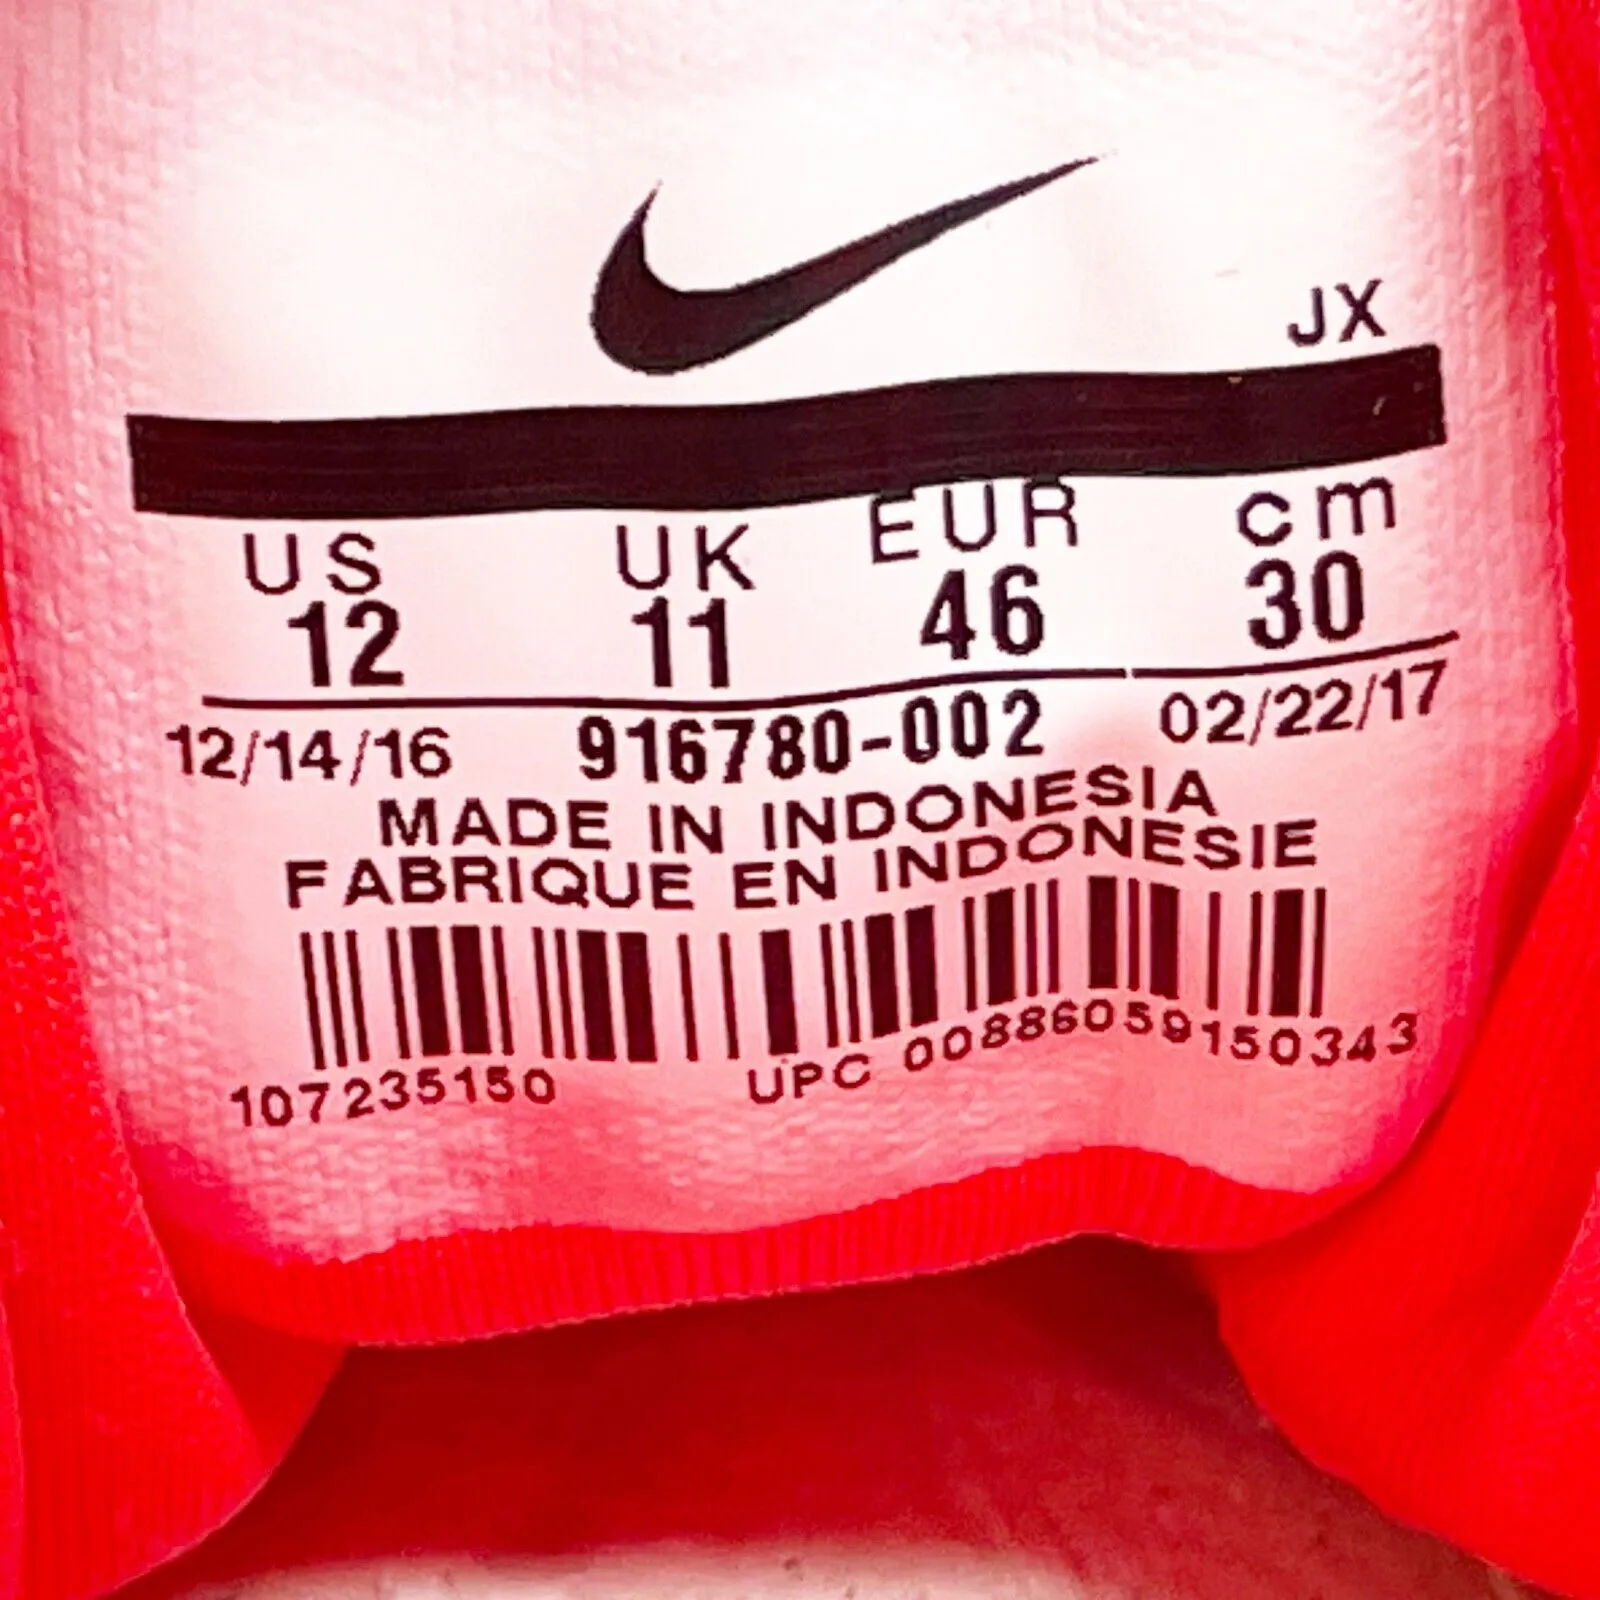 JX
US UK EUR cm
12 11 46 30
12/14/16 916780-002 02/22/17
MADE IN INDONESIA
FABRIQUE EN INDONESIE
107235150 UPC 00886059150343